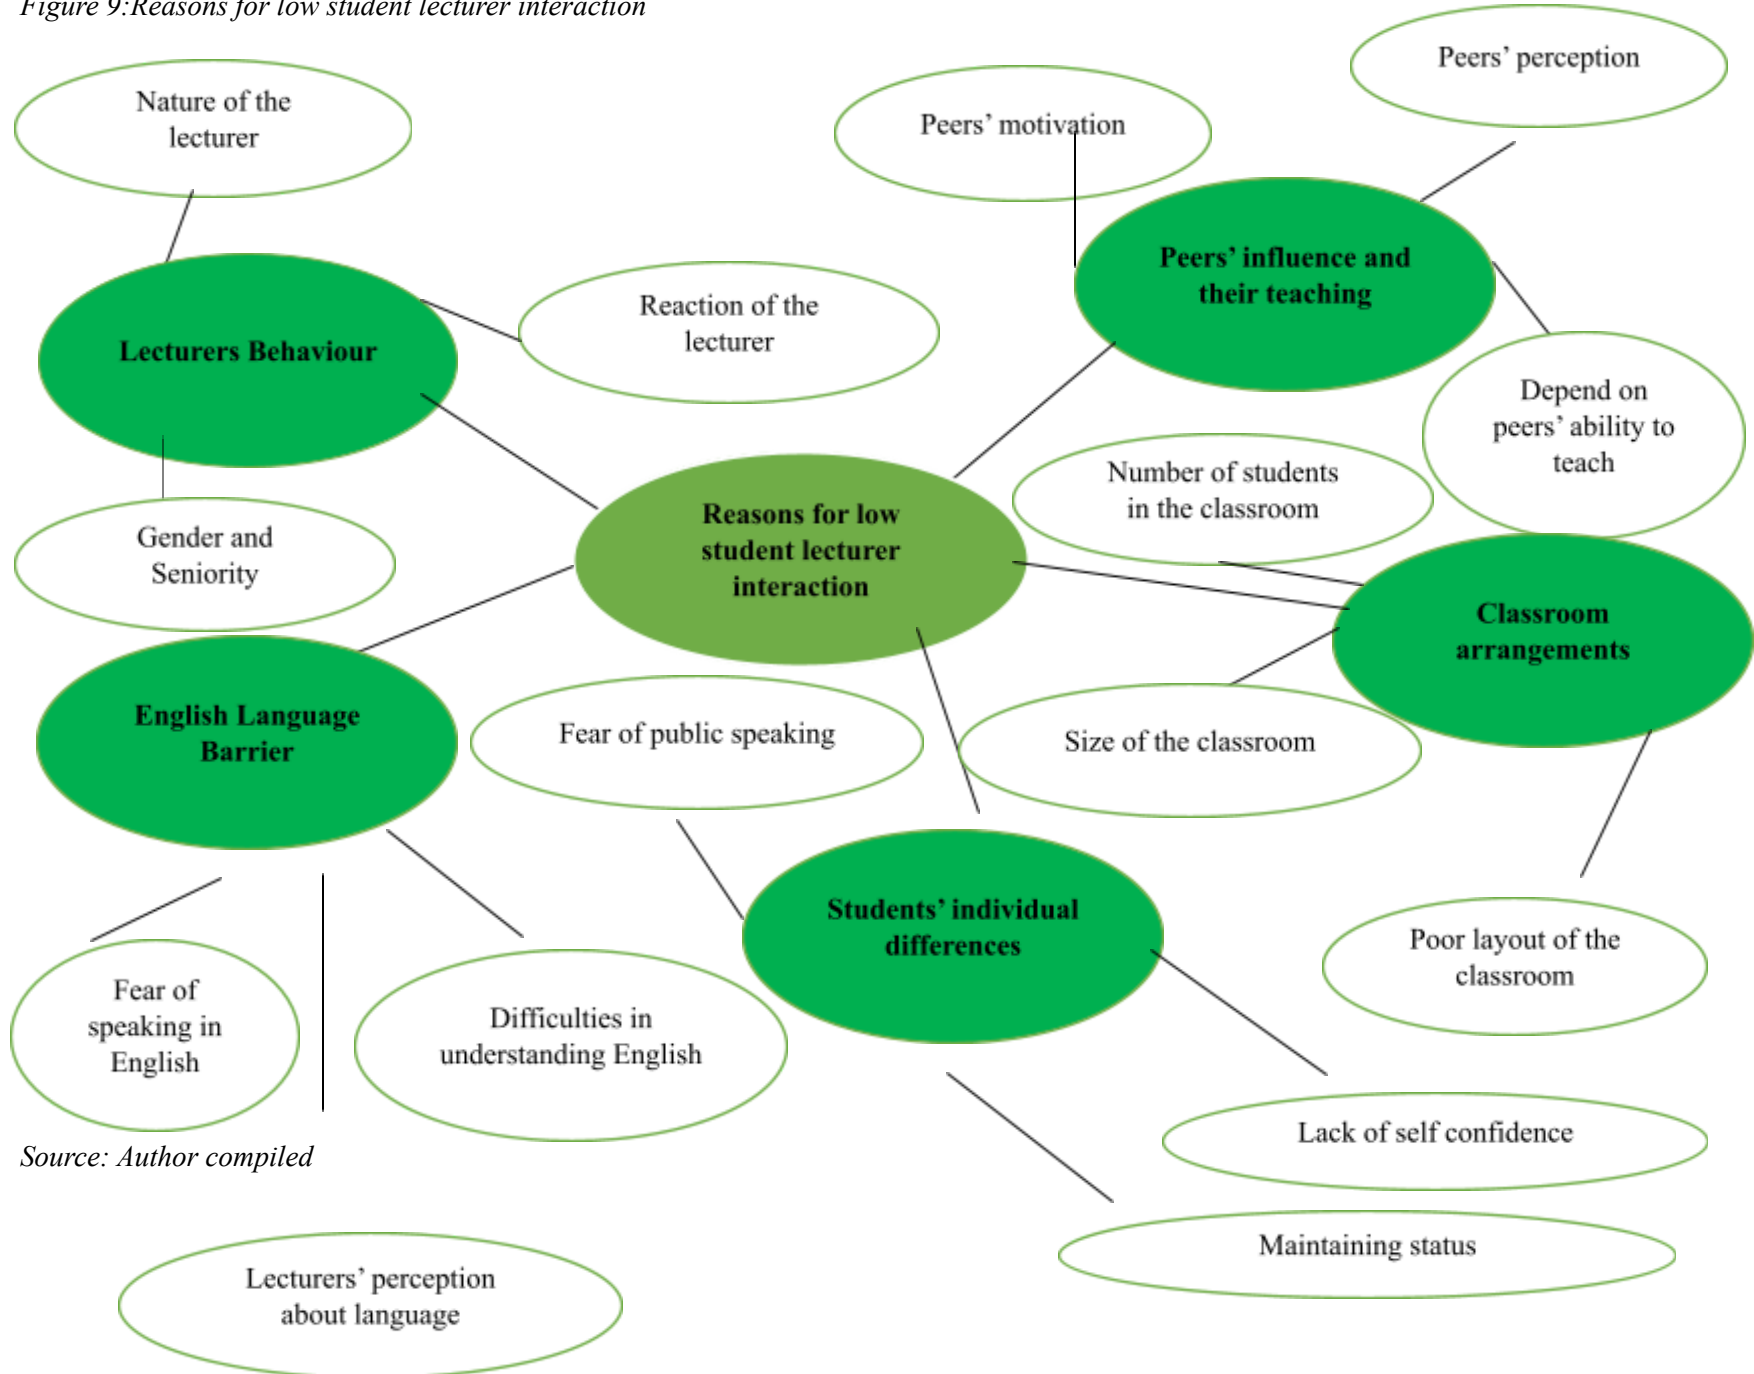 Figure 9:Reasons for low student lecturer interaction
Peers’ perception
Nature of the
lecturer
Peers’ motivation
Peers’ influence and
their teaching
Reaction of the
lecturer
Lecturers Behaviour
Depend on
peers’ ability to
teach
Number of students
in the classroom
Reasons for low
student lecturer
interaction
Gender and
Seniority
Classroom
arrangements
English Language
Barrier
Fear of public speaking
Size of the classroom
Students’ individual
differences
Poor layout of the
classroom
Fear of
speaking in
English
Difficulties in
understanding English
Lack of self confidence
Source: Author compiled
Maintaining status
Lecturers’ perception
about language